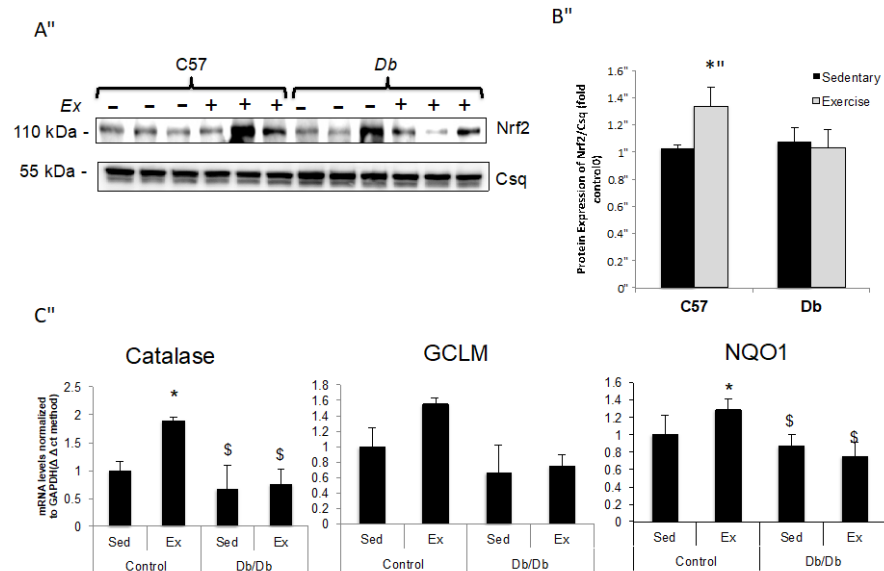 A"
C57 Db
Ex – – – + + + – – – + + +
110 kDa - Nrf2
55 kDa - Csq
B"
Protein Expression of Nrf2/Csq (fold
control0)
1.6"
1.4"
1.2"
1"
0.8"
0.6"
0.4"
0.2"
0"
*"
Sedentary
Exercise
C57 Db
C"
Catalase
mRNA levels normalized
to GAPDH(Δ Δ ct method)
2.5
2
1.5
1
0.5
0
* $ $
Sed Ex Sed Ex
Control Db/Db
GCLM
1.8
1.6
1.4
1.2
1
0.8
0.6
0.4
0.2
0
Sed Ex Sed Ex
Control Db/Db
NQO1
1.6
1.4
1.2
1
0.8
0.6
0.4
0.2
0
* $ $
Sed Ex Sed Ex
Control Db/Db